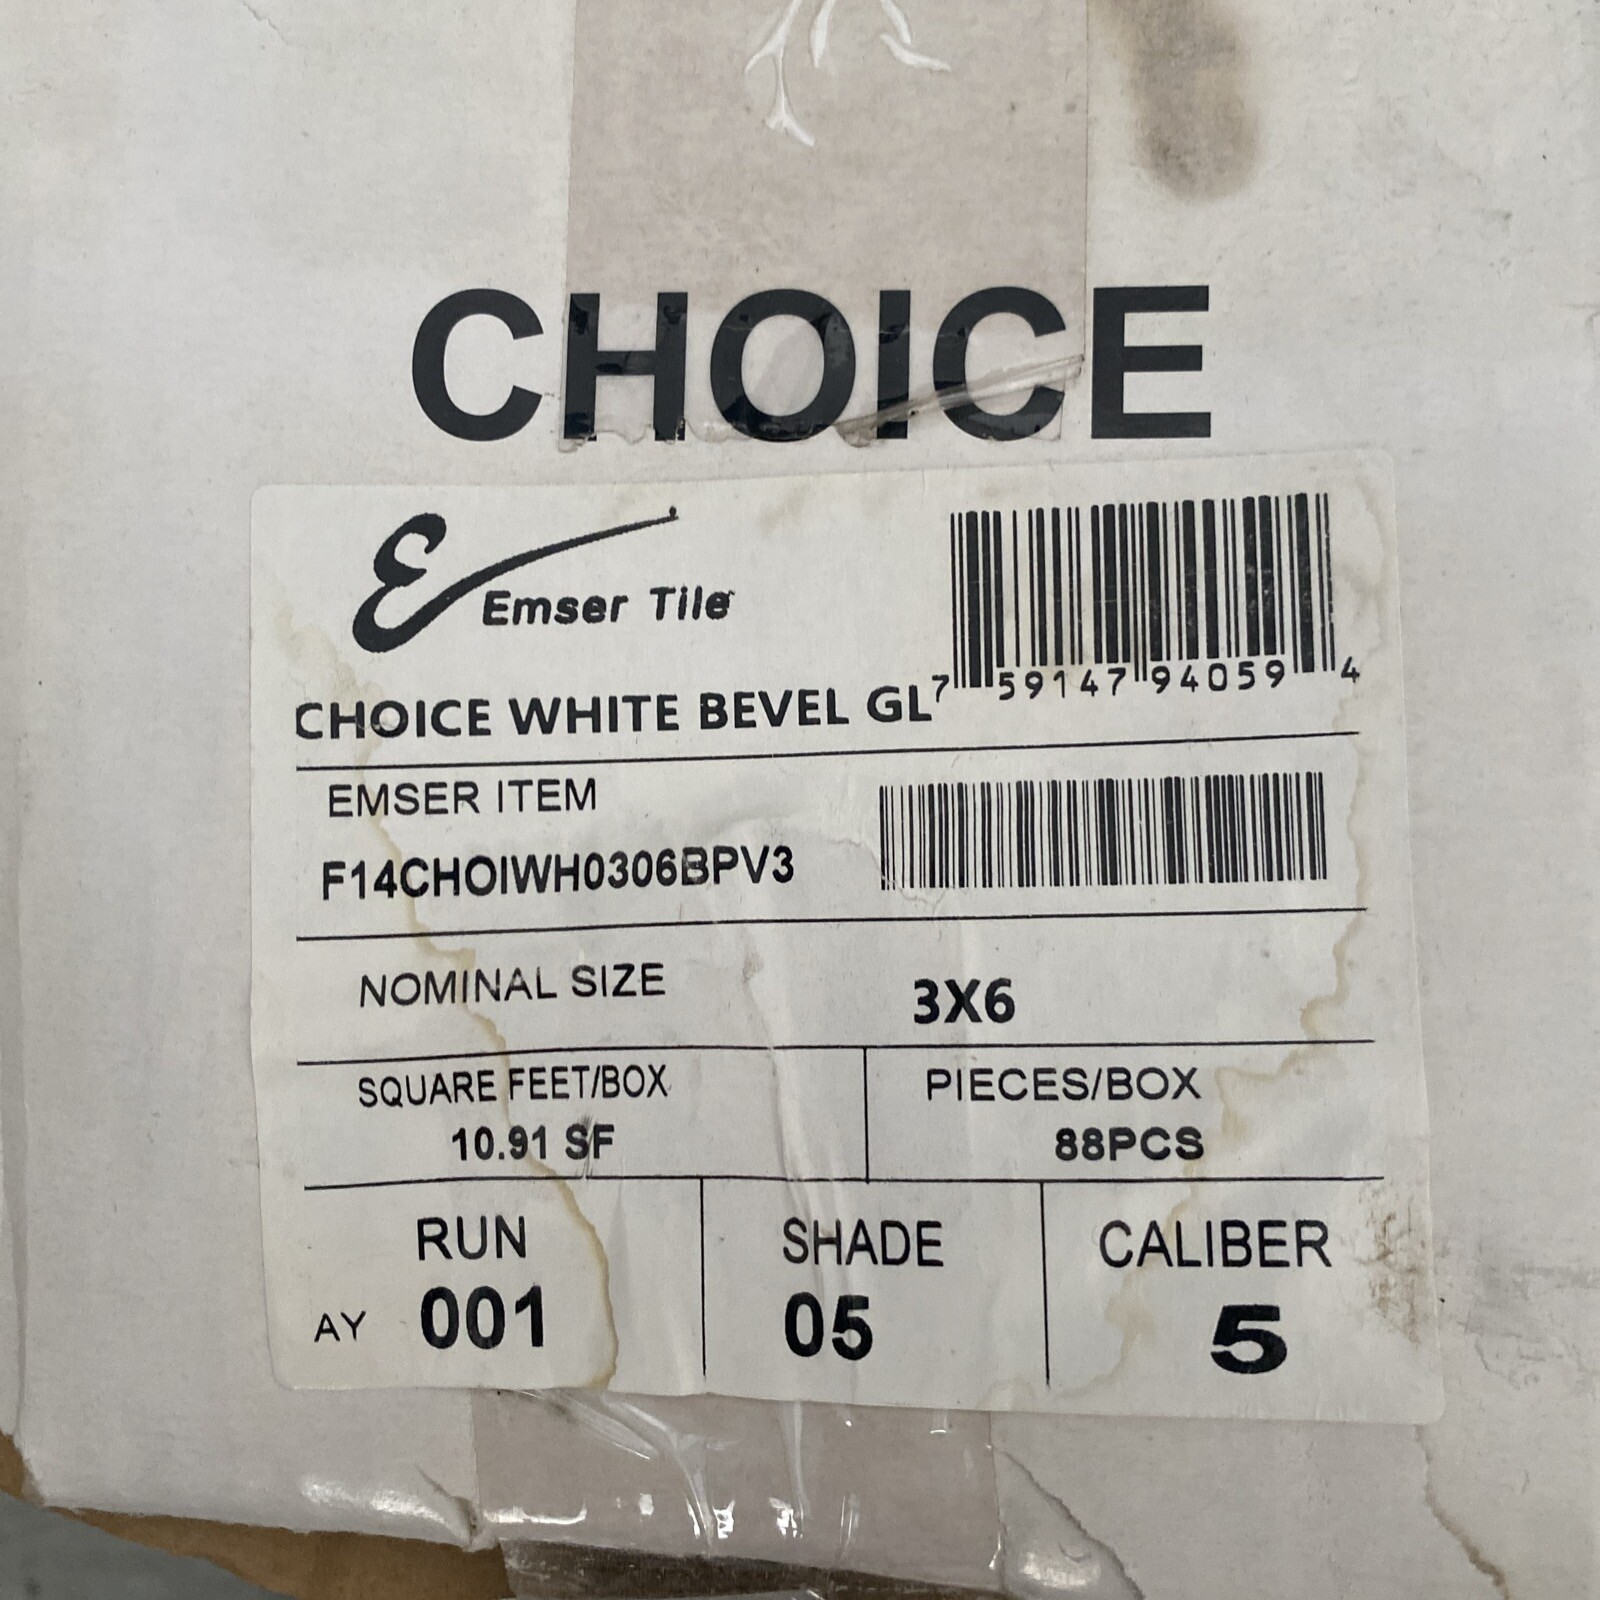 CHOICE
Emser Tile
7 59147 94059 4
CHOICE WHITE BEVEL GL
EMSER ITEM
F14CHOIWH0306BPV3
NOMINAL SIZE 3X6
SQUARE FEET/BOX PIECES/BOX
10.91 SF 88PCS
RUN SHADE CALIBER
AY 001 05 5